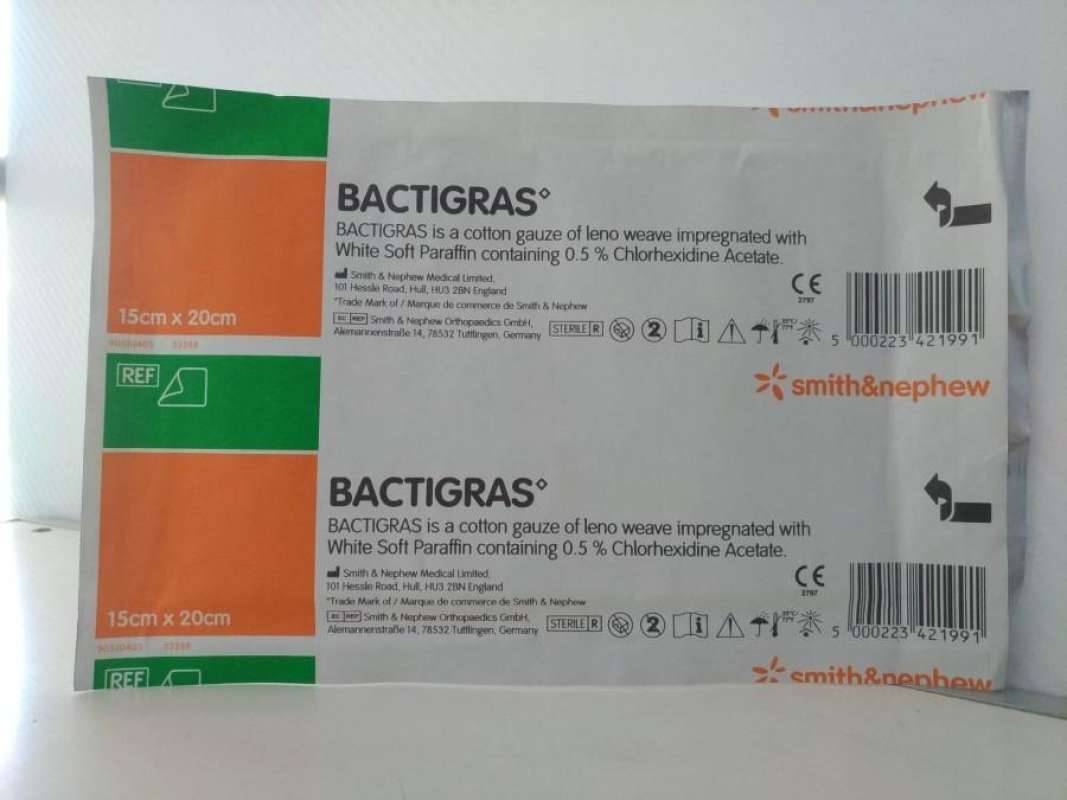 smith&nephew
BACTIGRAS◊
BACTIGRAS is a cotton gauze of leno weave impregnated with
White Soft Paraffin containing 0.5 % Chlorhexidine Acetate.
Smith & Nephew Medical Limited,
101 Hessle Road, Hull, HU3 2BN England
°Trade Mark of / Marque de commerce de Smith & Nephew
EC REP Smith & Nephew Orthopaedics GmbH,
Alemannenstraße 14, 78532 Tuttlingen, Germany
STERILE R
2
i
CE
2797
5 000223 421991
15cm x 20cm
REF
smith&nephew
BACTIGRAS◊
BACTIGRAS is a cotton gauze of leno weave impregnated with
White Soft Paraffin containing 0.5 % Chlorhexidine Acetate.
Smith & Nephew Medical Limited,
101 Hessle Road, Hull, HU3 2BN England
°Trade Mark of / Marque de commerce de Smith & Nephew
EC REP Smith & Nephew Orthopaedics GmbH,
Alemannenstraße 14, 78532 Tuttlingen, Germany
STERILE R
2
i
CE
2797
5 000223 421991
15cm x 20cm
REF
smith&nephew